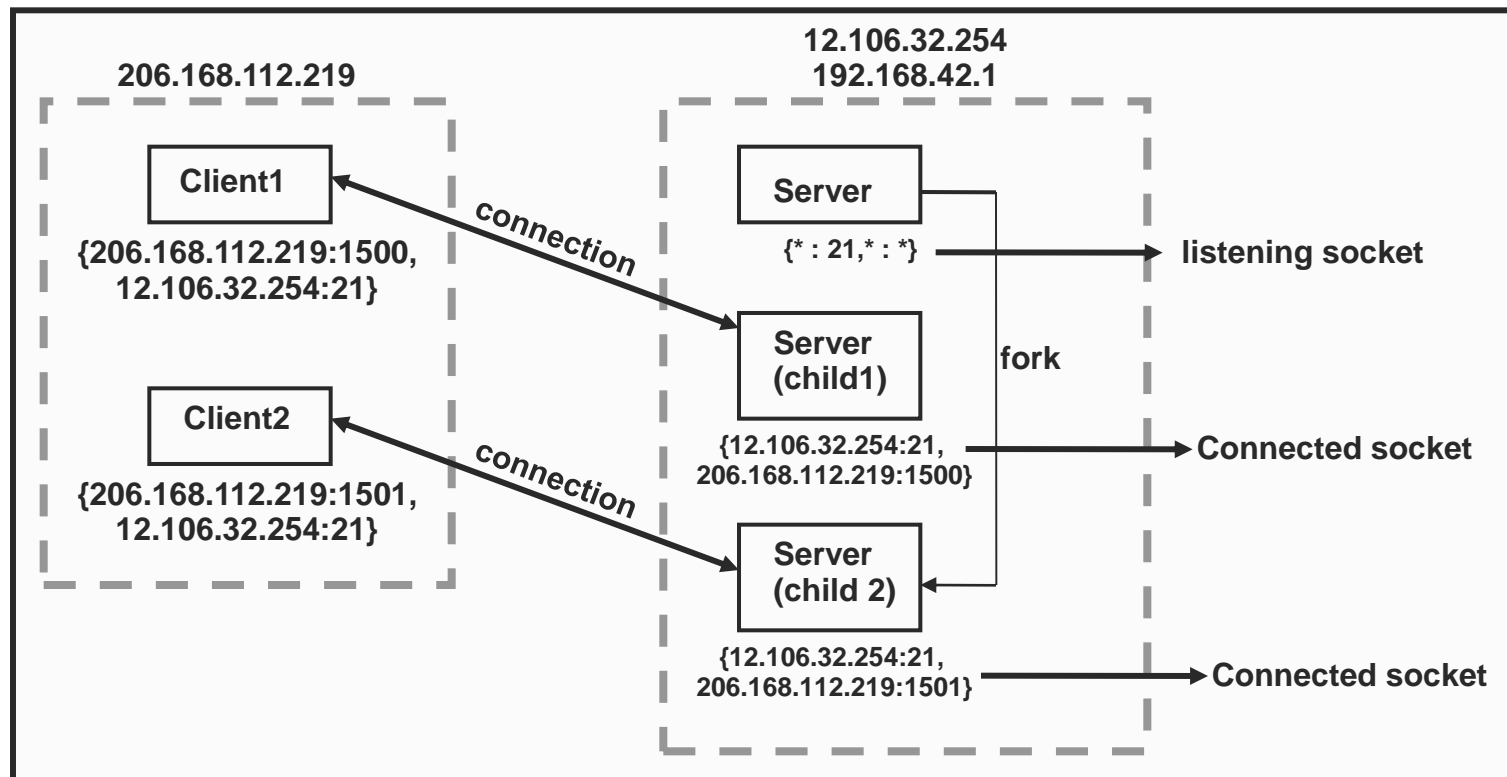 206.168.112.219
12.106.32.254
192.168.42.1
Client1
{206.168.112.219:1500,
12.106.32.254:21}
connection
Server
{* : 21,* : *}
listening socket
Server
(child1)
fork
{12.106.32.254:21,
206.168.112.219:1500}
Connected socket
Client2
{206.168.112.219:1501,
12.106.32.254:21}
connection
Server
(child 2)
{12.106.32.254:21,
206.168.112.219:1501}
Connected socket